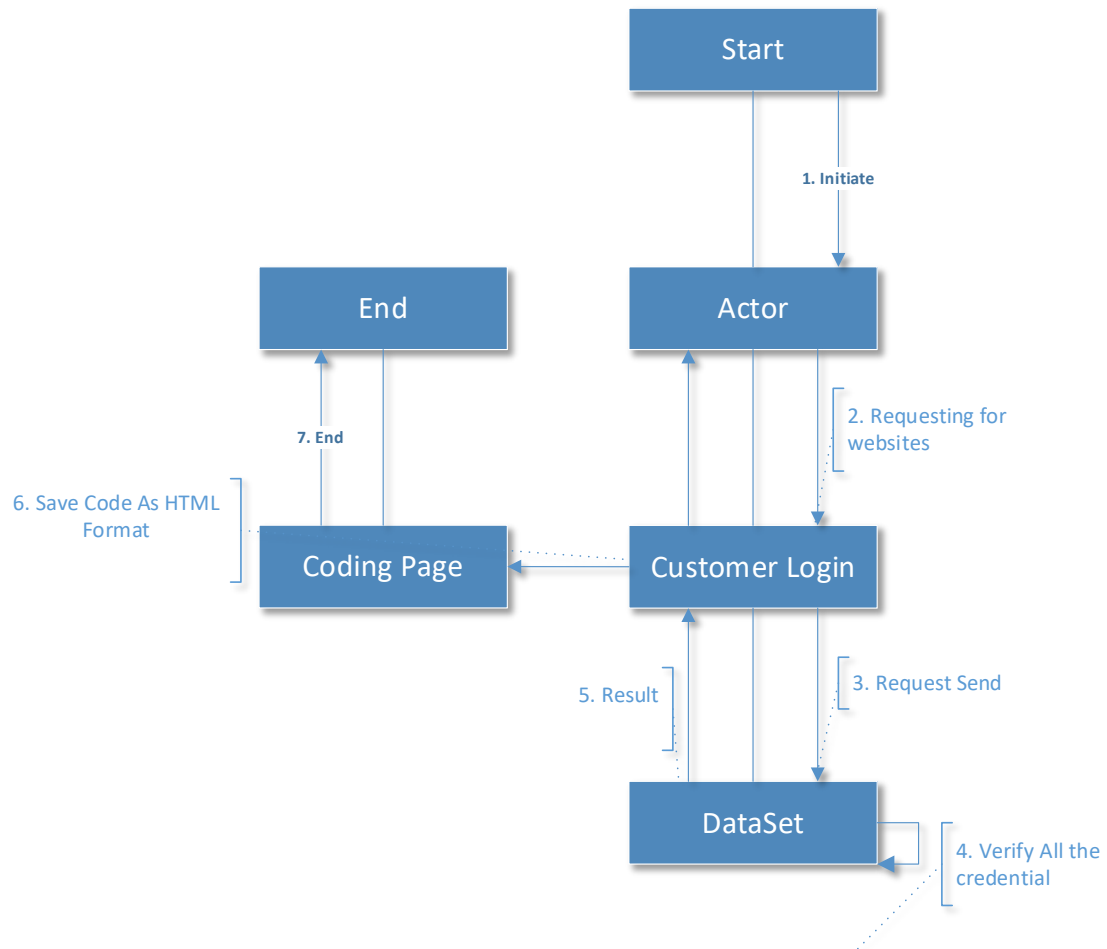 Start
1. Initiate
End
Actor
2. Requesting for
websites
7. End
6. Save Code As HTML
Format
Coding Page
Customer Login
5. Result
3. Request Send
DataSet
4. Verify All the
credential